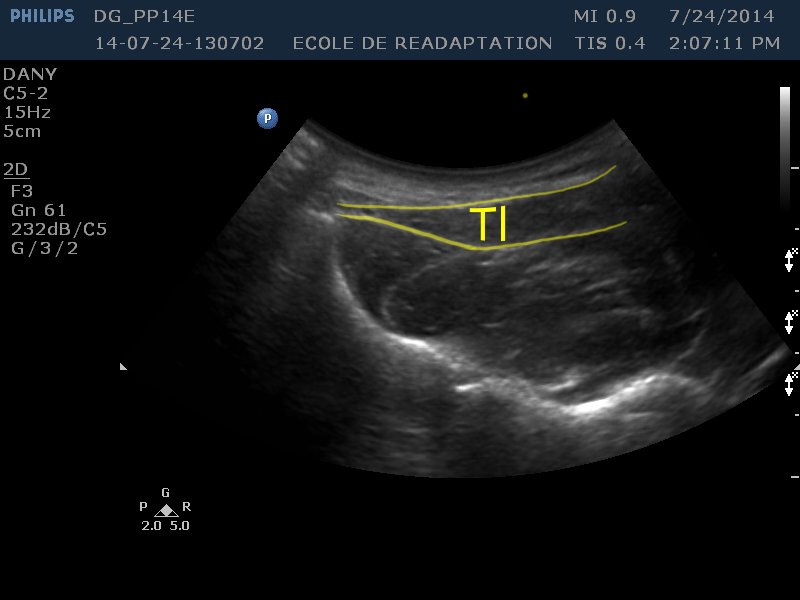 PHILIPS DG_PP14E MI 0.9 7/24/2014
14-07-24-130702 ECOLE DE READAPTATION TIS 0.4 2:07:11 PM
DANY
C5-2
15Hz
5cm
P
2D
F3
Gn 61
232dB/C5
G/3/2
TI
G
P R
2.0 5.0